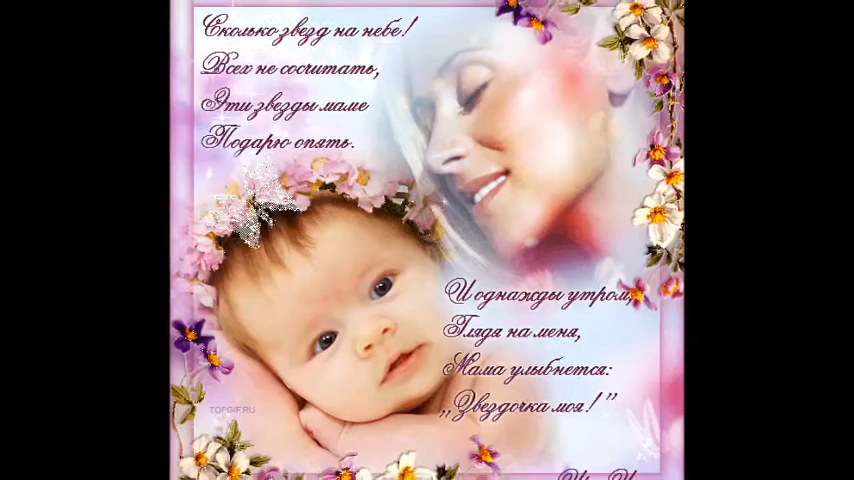 Сколько звезд на небе!
Всех не сосчитать,
Эти звезды маме
Подарю опять.
И однажды утром,
Глядя на меня,
Мама улыбнется:
„Звездочка моя!”
TOPGIF.RU